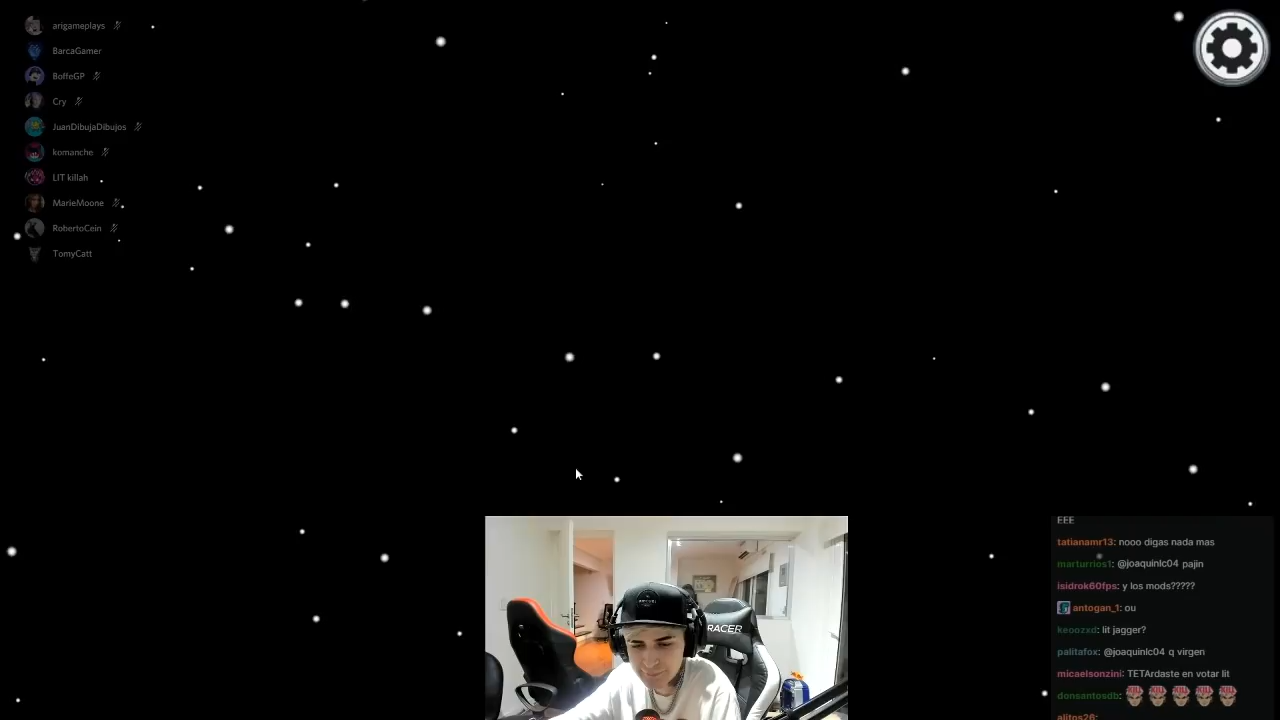 arigameplays
BarcaGamer
BoffeGP
Cry
JuanDibujaDibujos
komanche
LIT killah
MarieMoone
RobertoCein
TomyCatt
RACER
EEE
tatianamr13: nooo digas nada mas
marturrios1: @joaquinlc04 pajin
isidrok60fps: y los mods?????
antogan_1: ou
keoozxd: lit jagger?
palitafox: @joaquinlc04 q virgen
micaelsonzini: TETArdaste en votar lit
donsantosdb:
alitos26: